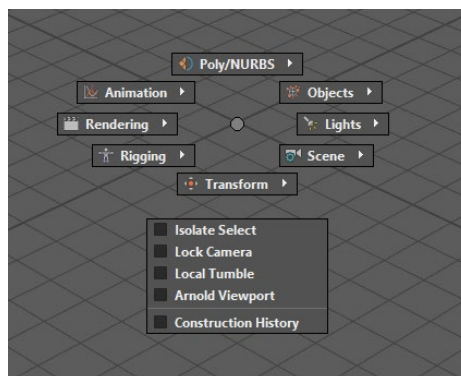 Poly/NURBS
Animation
Objects
Rendering
Lights
Rigging
Scene
Transform
Isolate Select
Lock Camera
Local Tumble
Arnold Viewport
Construction History